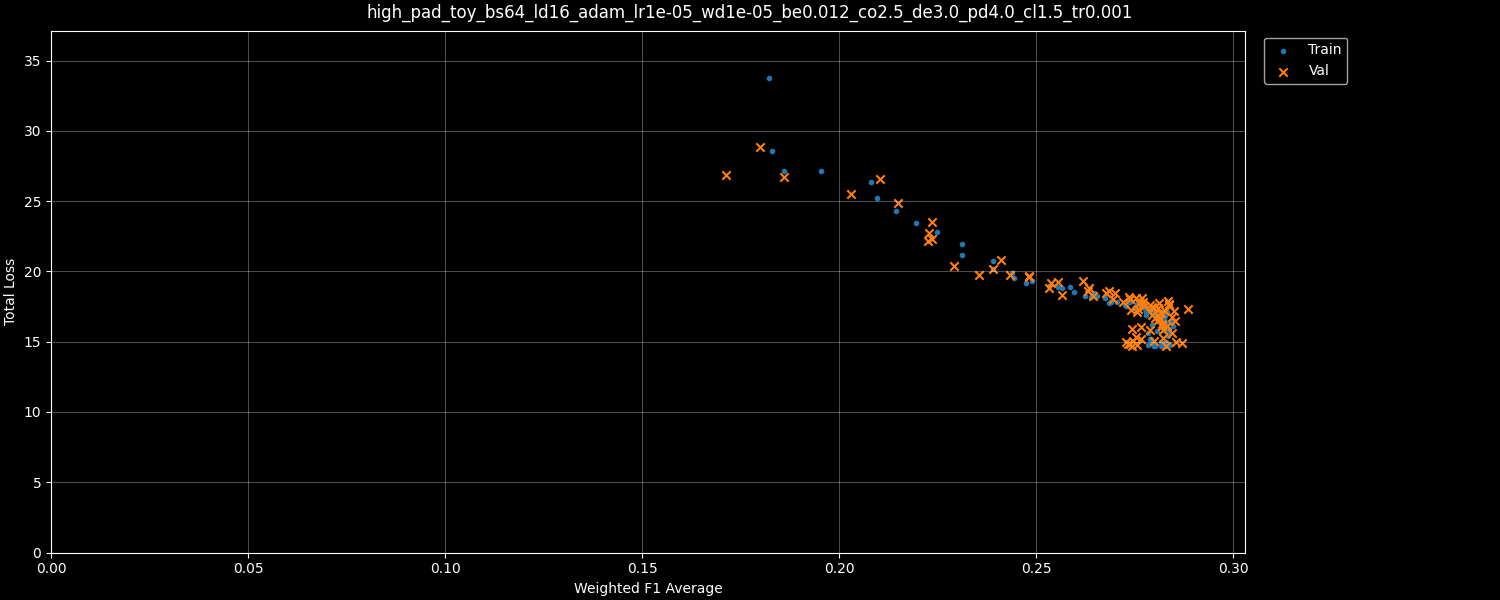 high_pad_toy_bs64_ld16_adam_lr1e-05_wd1e-05_be0.012_co2.5_de3.0_pd4.0_cl1.5_tr0.001
Train
Val
Total Loss
35
30
25
20
15
10
5
0
0.00 0.05 0.10 0.15 0.20 0.25 0.30
Weighted F1 Average